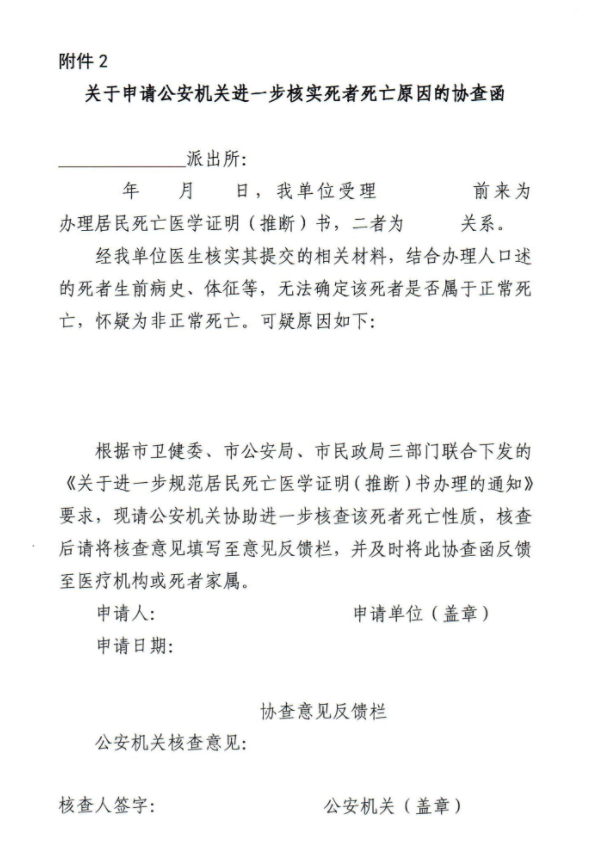 附件 2
关于申请公安机关进一步核实死者死亡原因的协查函
____________派出所：
年 月 日，我单位受理 前来为
办理居民死亡医学证明（推断）书，二者为 关系。
经我单位医生核实其提交的相关材料，结合办理人口述
的死者生前病史、体征等，无法确定该死者是否属于正常死
亡，怀疑为非正常死亡。可疑原因如下：
根据市卫健委、市公安局、市民政局三部门联合下发的
《关于进一步规范居民死亡医学证明（推断）书办理的通知》
要求，现请公安机关协助进一步核查该死者死亡性质，核查
后请将核查意见填写至意见反馈栏，并及时将此协查函反馈
至医疗机构或死者家属。
申请人： 申请单位（盖章）
申请日期：
协查意见反馈栏
公安机关核查意见：
核查人签字： 公安机关（盖章）